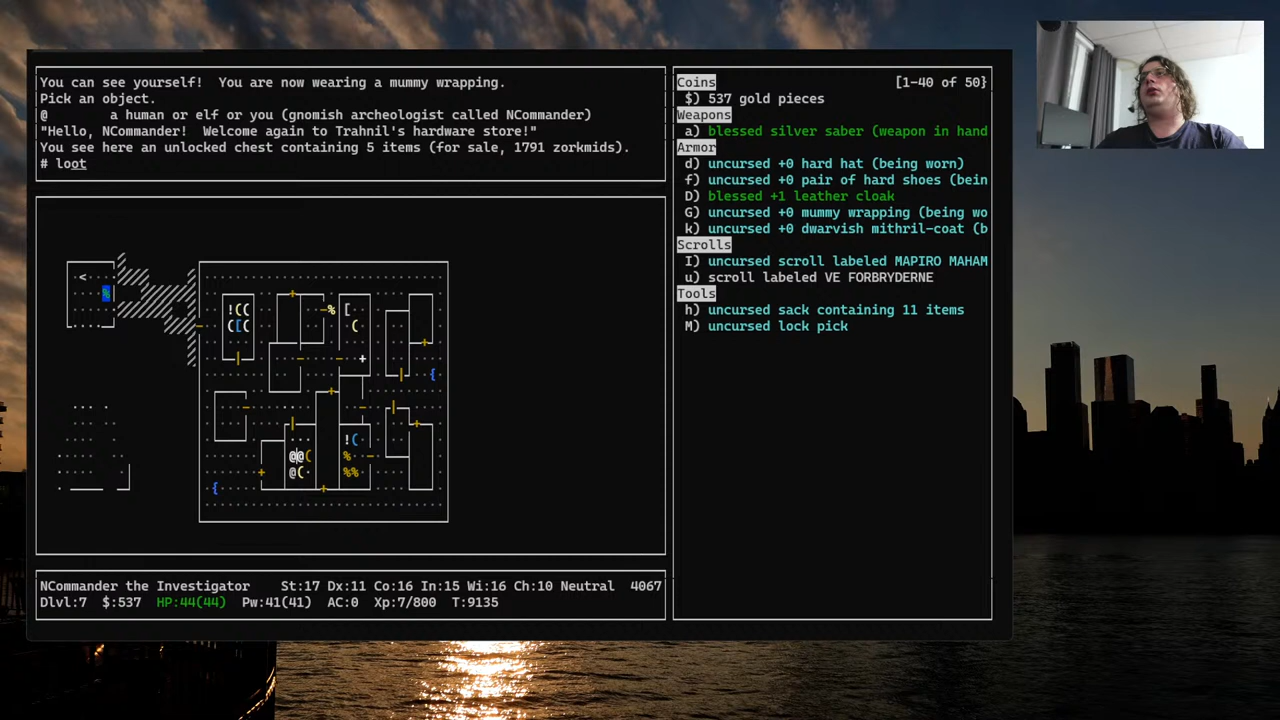 You can see yourself!  You are now wearing a mummy wrapping.
Pick an object.
@        a human or elf or you (gnomish archeologist called NCommander)
"Hello, NCommander!  Welcome again to Trahnil's hardware store!"
You see here an unlocked chest containing 5 items (for sale, 1791 zorkmids).
# loot
Coins [1-40 of 50}
$) 537 gold pieces
Weapons
a) blessed silver saber (weapon in hand
Armor
d) uncursed +0 hard hat (being worn)
f) uncursed +0 pair of hard shoes (bein
D) blessed +1 leather cloak
G) uncursed +0 mummy wrapping (being wo
k) uncursed +0 dwarvish mithril-coat (b
Scrolls
I) uncursed scroll labeled MAPIRO MAHAM
u) scroll labeled VE FORBRYDERNE
Tools
h) uncursed sack containing 11 items
M) uncursed lock pick
NCommander the Investigator    St:17 Dx:11 Co:16 In:15 Wi:16 Ch:10 Neutral  4067
Dlvl:7  $:537  HP:44(44)  Pw:41(41)  AC:0  Xp:7/800  T:9135